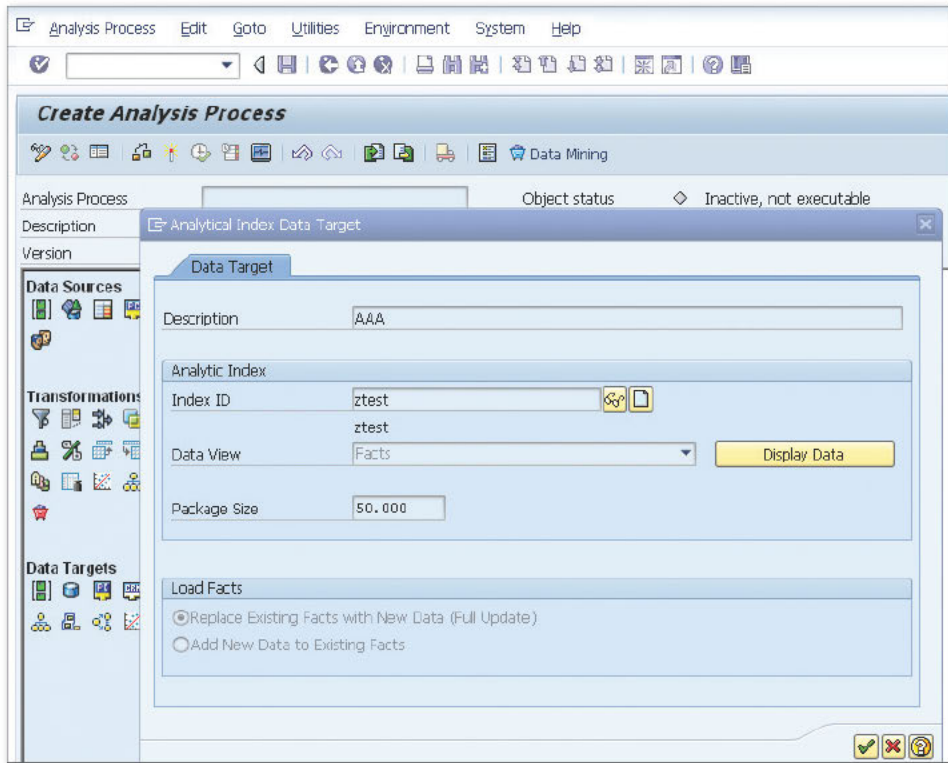 Analysis Process Edit Goto Utilities Environment System Help
Create Analysis Process
Data Mining
Analysis Process Object status Inactive, not executable
Description
Version
Analytical Index Data Target
Data Target
Data Sources
Description AAA
Analytic Index
Transformations
Index ID ztest
ztest
Data View Facts Display Data
Package Size 50.000
Data Targets
Load Facts
Replace Existing Facts with New Data (Full Update)
Add New Data to Existing Facts